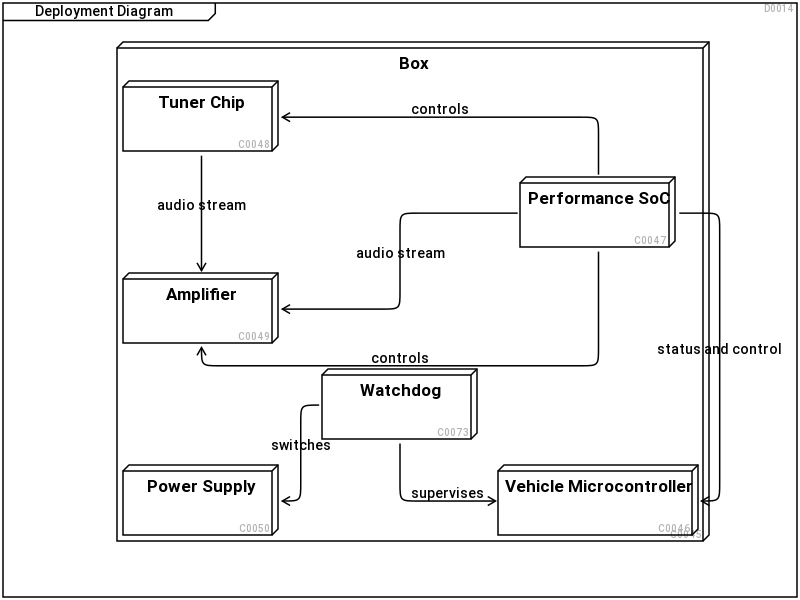 Deployment Diagram
D0014
Box
Tuner Chip
C0048
controls
Performance SoC
C0047
audio stream
audio stream
Amplifier
C0049
status and control
controls
Watchdog
C0073
switches
Power Supply
C0050
supervises
Vehicle Microcontroller
C0046